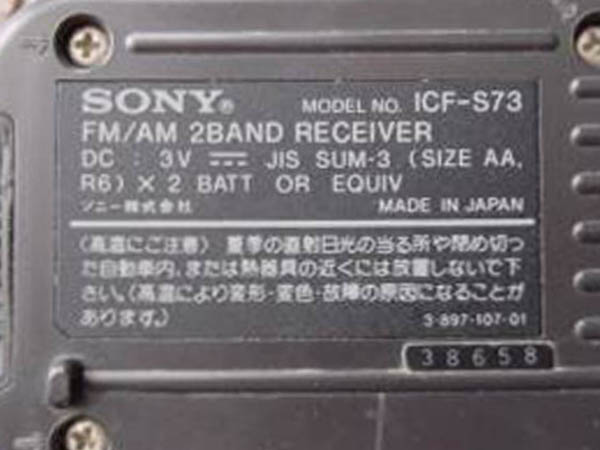 SONY® MODEL NO. ICF-S73
FM/AM 2BAND RECEIVER
DC : 3V ⎓ JIS SUM-3 (SIZE AA,
R6) × 2 BATT OR EQUIV
ソニー株式会社 MADE IN JAPAN
(高温にご注意) 夏季の直射日光の当る所や閉め切っ
た自動車内、または熱器具の近くには放置しないで下
さい。(高温により変形・変色・故障の原因になることが
あります。) 3-897-107-01
38658